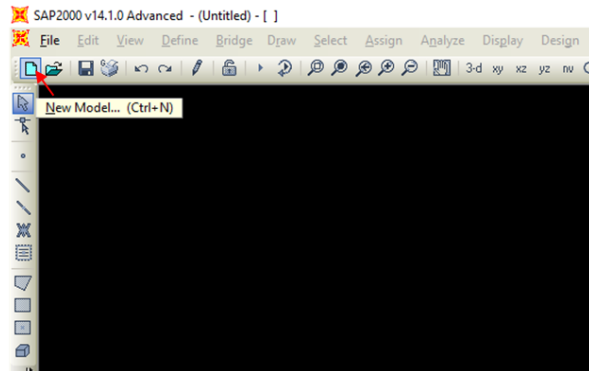 SAP2000 v14.1.0 Advanced - (Untitled) - [ ]
File Edit View Define Bridge Draw Select Assign Analyze Display Design
3-d xy xz yz nv
New Model... (Ctrl+N)